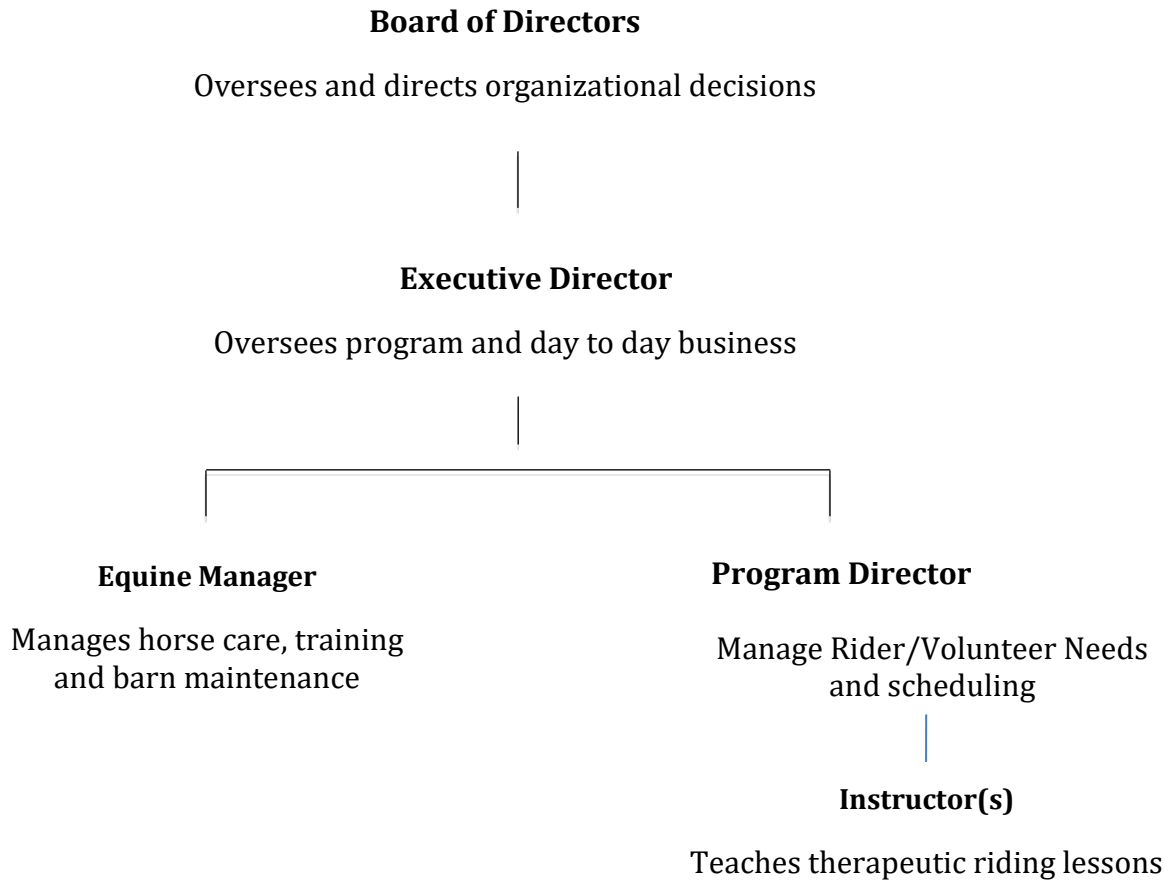 Board of Directors
Oversees and directs organizational decisions
Executive Director
Oversees program and day to day business
Equine Manager
Manages horse care, training
and barn maintenance
Program Director
Manage Rider/Volunteer Needs
and scheduling
Instructor(s)
Teaches therapeutic riding lessons